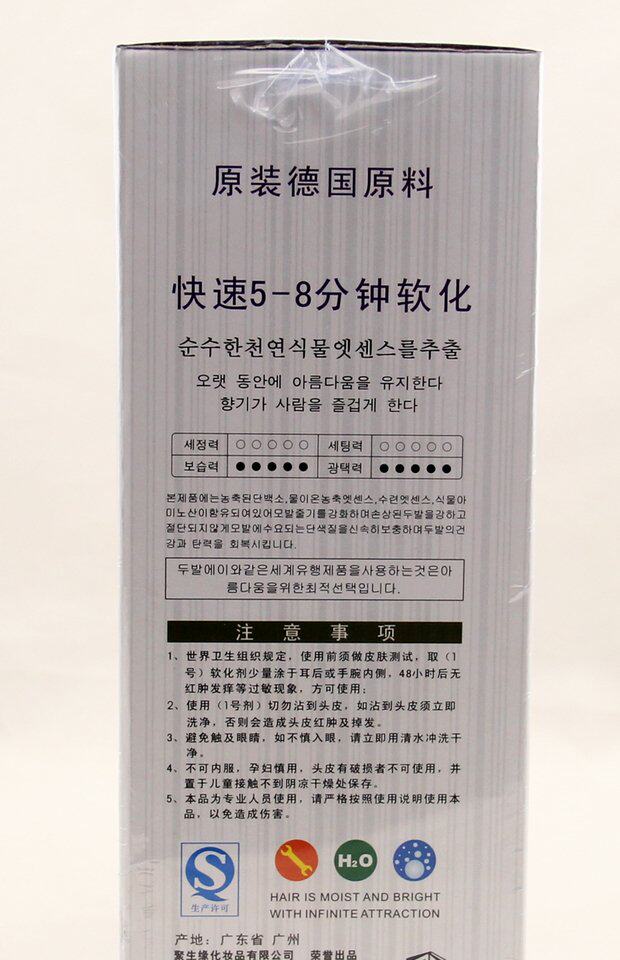 原装德国原料
快速5-8分钟软化
순수한천연식물엣센스를추출
오랫 동안에 아름다움을 유지한다
향기가 사람을 즐겁게 한다
세정력 ○○○○○ 세팅력 ○○○○○
보습력 ●●●●● 광택력 ●●●●●
본제품에는농축된단백소,물이온농축엣센스,수련엣센스,식물아
미노산이함유되여있어모발줄기를강화하며손상된두발을강하고
절단되지않게모발에수요되는단색질을신속히보충하며두발의건
강과 탄력을 회복시킵니다.
두발에이와같은세계유행제품을사용하는것은아
름다움을위한최적선택입니다.
注意事项
1、世界卫生组织规定，使用前须做皮肤测试，取（1
号）软化剂少量涂于耳后或手腕内侧，48小时后无
红肿发痒等过敏现象，方可使用；
2、使用（1号剂）切勿沾到头皮，如沾到头皮须立即
洗净，否则会造成头皮红肿及掉发。
3、避免触及眼睛，如不慎入眼，请立即用清水冲洗干
净。
4、不可内服，孕妇慎用，头皮有破损者不可使用，并
置于儿童接触不到阴凉干燥处保存。
5、本品为专业人员使用，请严格按照使用说明使用本
品，以免造成伤害。
生产许可
H2O
HAIR IS MOIST AND BRIGHT
WITH INFINITE ATTRACTION
产地：广东省 广州
聚生缘化妆品有限公司 荣誉出品